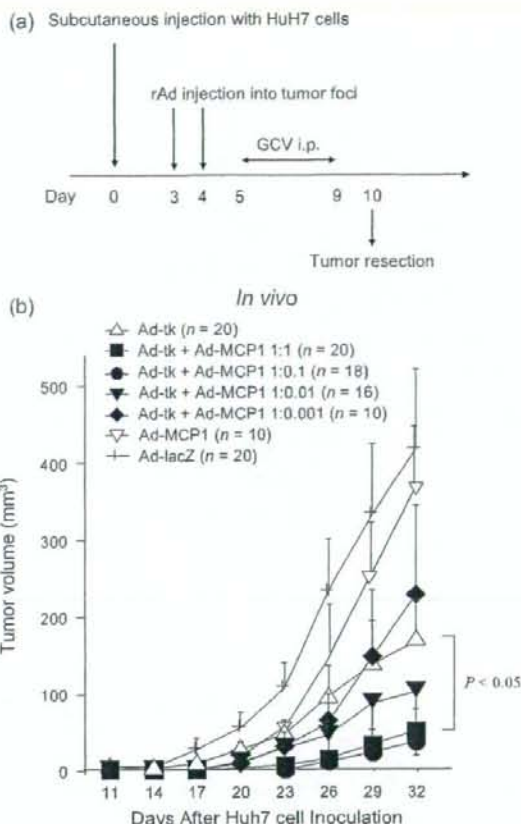 (a) Subcutaneous injection with HuH7 cells
rAd injection into tumor foci
GCV i.p.
Day 0 3 4 5 9 10
Tumor resection
(b) In vivo
Ad-tk (n = 20)
Ad-tk + Ad-MCP1 1:1 (n = 20)
Ad-tk + Ad-MCP1 1:0.1 (n = 18)
Ad-tk + Ad-MCP1 1:0.01 (n = 16)
Ad-tk + Ad-MCP1 1:0.001 (n = 10)
Ad-MCP1 (n = 10)
Ad-lacZ (n = 20)
Tumor volume (mm³)
500
400
300
200
100
0
P < 0.05
11 14 17 20 23 26 29 32
Days After Huh7 cell Inoculation